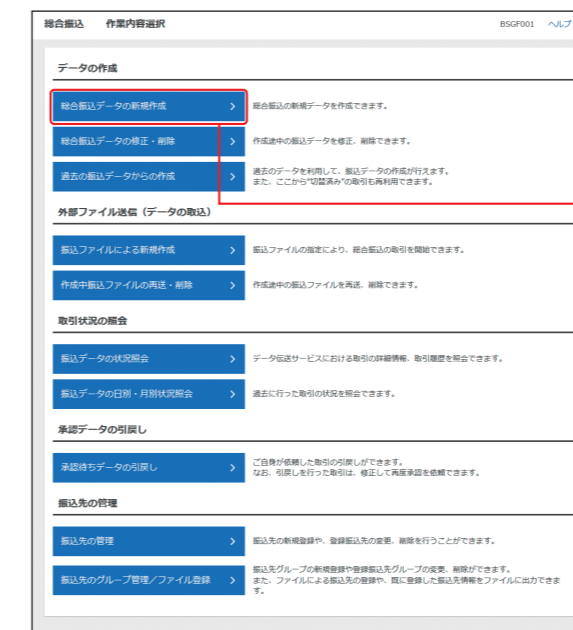 総合振込　作業内容選択
BSGF001　ヘルプ
データの作成
総合振込データの新規作成
総合振込の新規データを作成できます。
総合振込データの修正・削除
作成途中の振込データを修正、削除できます。
過去の振込データからの作成
過去のデータを利用して、振込データの作成が行えます。
また、ここから"切替済み"の取引も再利用できます。
外部ファイル送信（データの取込）
振込ファイルによる新規作成
振込ファイルの指定により、総合振込の取引を開始できます。
作成中振込ファイルの再送・削除
作成途中の振込ファイルを再送、削除できます。
取引状況の照会
振込データの状況照会
データ伝送サービスにおける取引の詳細情報、取引履歴を照会できます。
振込データの日別・月別状況照会
過去に行った取引の状況を照会できます。
承認データの引戻し
承認待ちデータの引戻し
ご自身が依頼した取引の引戻しができます。
なお、引戻しを行った取引は、修正して再度承認を依頼できます。
振込先の管理
振込先の管理
振込先の新規登録や、登録振込先の変更、削除を行うことができます。
振込先のグループ管理／ファイル登録
振込先グループの新規登録や登録振込先グループの変更、削除ができます。
また、ファイルによる振込先の登録や、既に登録した振込先情報をファイルに出力できま
す。